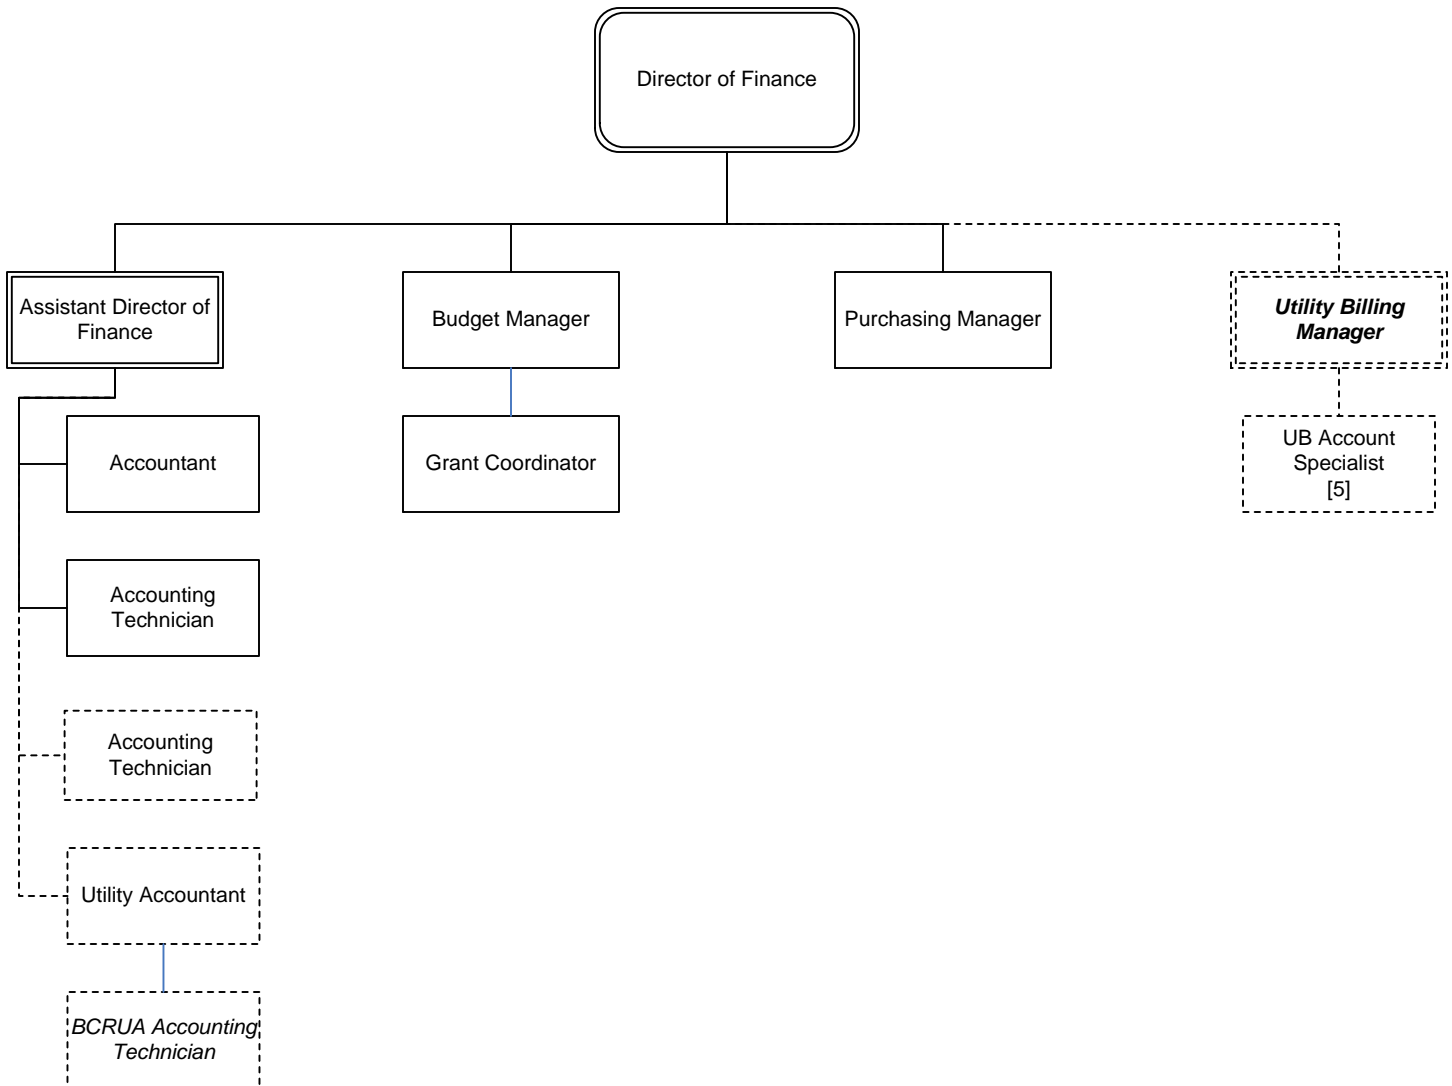 Director of Finance
Assistant Director of
Finance
Budget Manager
Purchasing Manager
Utility Billing
Manager
Accountant
Grant Coordinator
UB Account
Specialist
[5]
Accounting
Technician
Accounting
Technician
Utility Accountant
BCRUA Accounting
Technician